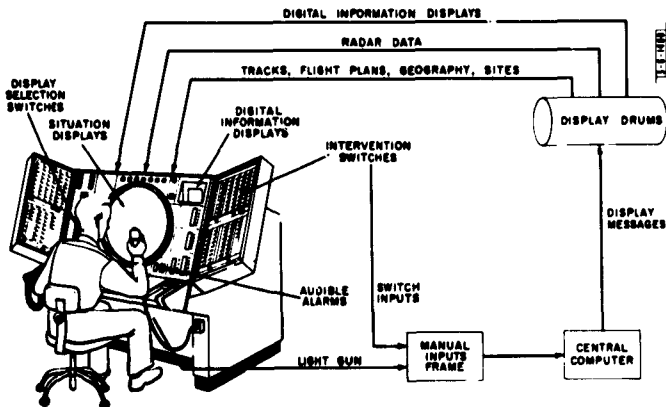 DIGITAL INFORMATION DISPLAYS
RADAR DATA
TRACKS, FLIGHT PLANS, GEOGRAPHY, SITES
DISPLAY
SELECTION
SWITCHES
SITUATION
DISPLAYS
DIGITAL
INFORMATION
DISPLAYS
INTERVENTION
SWITCHES
DISPLAY DRUMS
DISPLAY
MESSAGES
AUDIBLE
ALARMS
SWITCH
INPUTS
LIGHT GUN
MANUAL
INPUTS
FRAME
CENTRAL
COMPUTER